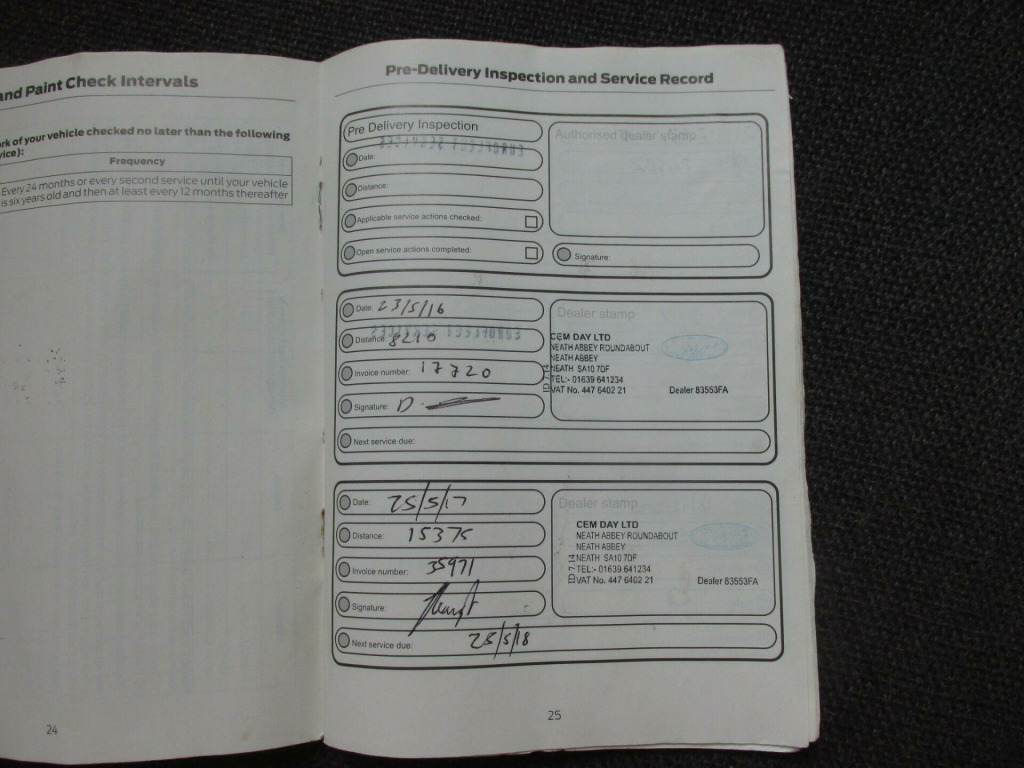 and Paint Check Intervals
rk of your vehicle checked no later than the following
vice):
Frequency
Every 24 months or every second service until your vehicle
is six years old and then at least every 12 months thereafter
24
Pre-Delivery Inspection and Service Record
Pre Delivery Inspection
Date:
Distance:
Applicable service actions checked:
Open service actions completed:
Authorised dealer stamp
Signature:
Date: 23/5/16
Distance: 8210
Invoice number: 17720
Signature: D.
Next service due:
Dealer stamp
CEM DAY LTD
NEATH ABBEY ROUNDABOUT
NEATH ABBEY
NEATH SA10 7DF
TEL:- 01639 641234
VAT No. 447 6402 21 Dealer 83553FA
ID 7.14
Date: 25/5/17
Distance: 15375
Invoice number: 35971
Signature:
Next service due: 25/5/18
Dealer stamp
CEM DAY LTD
NEATH ABBEY ROUNDABOUT
NEATH ABBEY
NEATH SA10 7DF
TEL:- 01639 641234
VAT No. 447 6402 21 Dealer 83553FA
ID 7.14
25